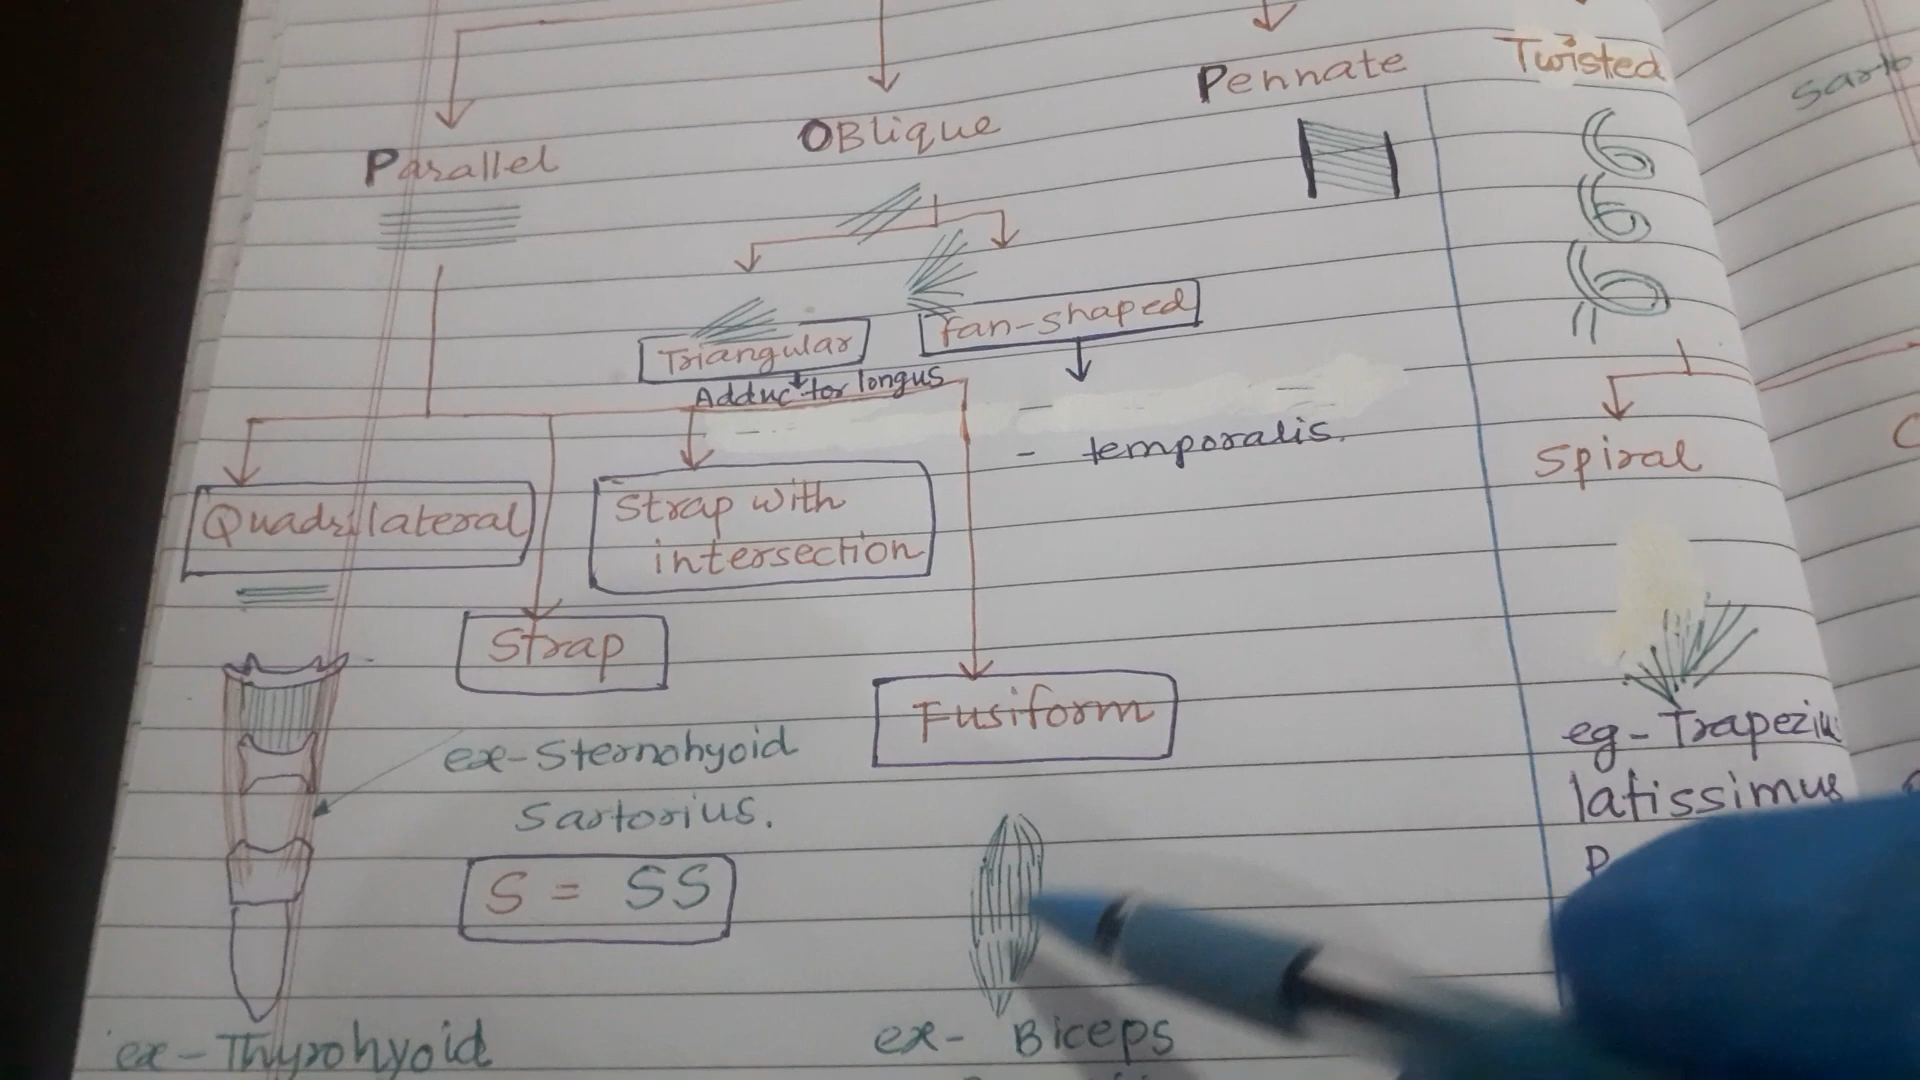 Parallel
OBlique
Pennate
Twisted
Sarto
Triangular
fan-shaped
Adductor longus
- temporalis.
Spiral
Quadrilateral
Strap with
intersection
Strap
Fusiform
ex-Sternohyoid
Sartorius.
S = SS
eg-Trapeziu
latissimus
P
ex-Thyrohyoid
ex- Biceps